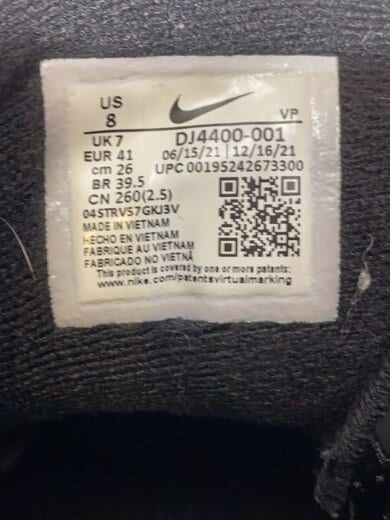 US
8
VP
UK 7
DJ4400-001
EUR 41
06/15/21 12/16/21
cm 26
UPC 00195242673300
BR 39.5
CN 260(2.5)
04STRV57GKJ3V
MADE IN VIETNAM
HECHO EN VIETNAM
FABRIQUE AU VIETNAM
FABRICADO NO VIETNÃ
This product is covered by one or more patents:
www.nike.com/patentsvirtualmarking